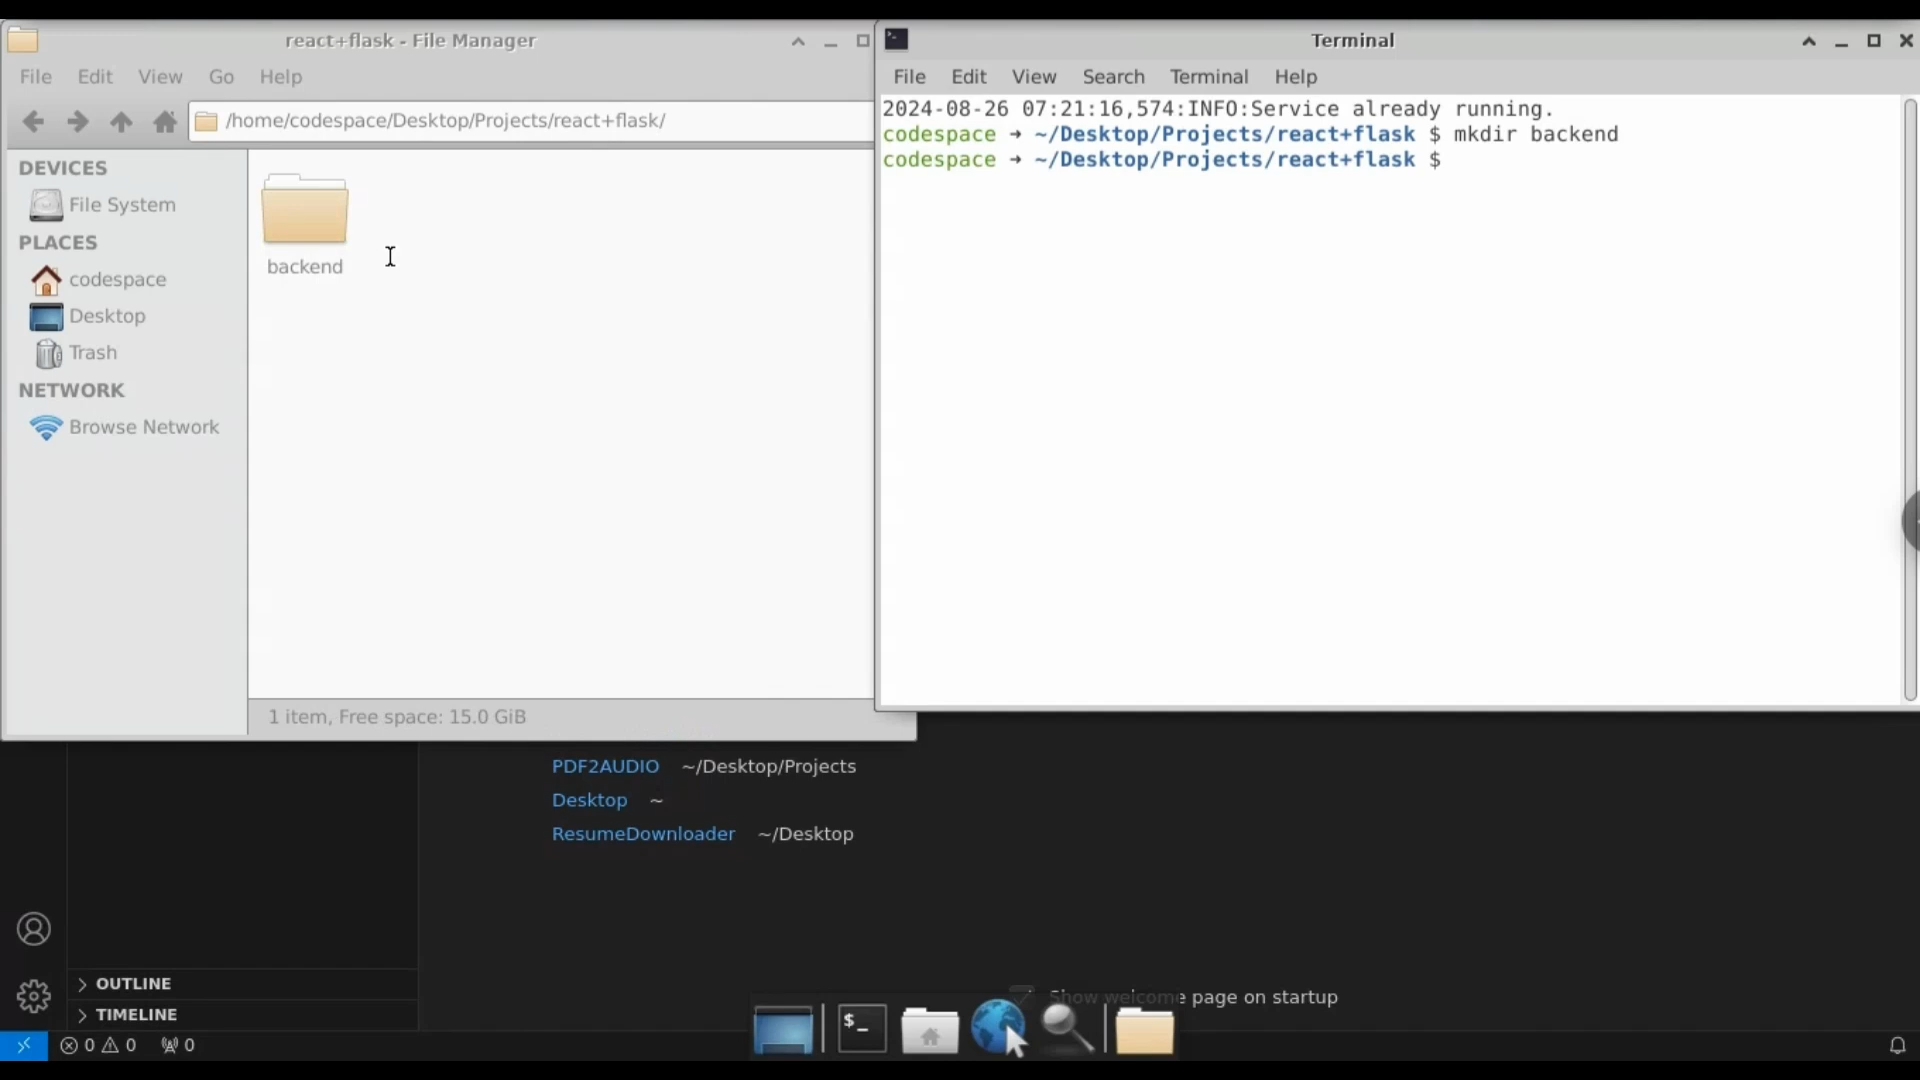 react+flask - File Manager
File Edit View Go Help
/home/codespace/Desktop/Projects/react+flask/
DEVICES
File System
PLACES
codespace
Desktop
Trash
NETWORK
Browse Network
backend
1 item, Free space: 15.0 GiB
Terminal
File Edit View Search Terminal Help
2024-08-26 07:21:16,574:INFO:Service already running.
codespace ➜ ~/Desktop/Projects/react+flask $ mkdir backend
codespace ➜ ~/Desktop/Projects/react+flask $
PDF2AUDIO ~/Desktop/Projects
Desktop ~
ResumeDownloader ~/Desktop
OUTLINE
TIMELINE
Show welcome page on startup
$_
0 0 0